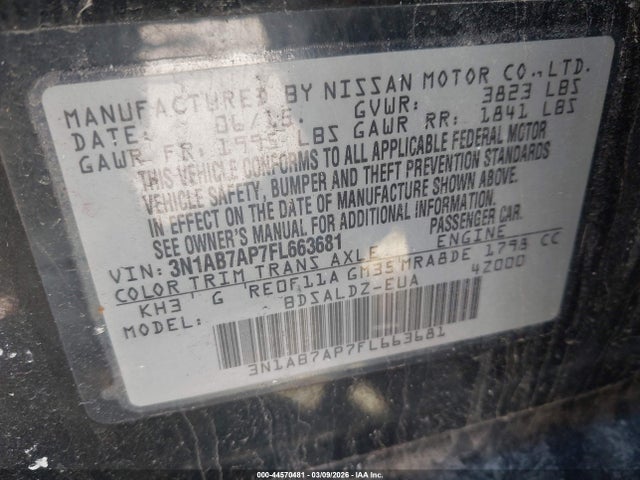 MANUFACTURED BY NISSAN MOTOR CO., LTD.
DATE: 06/15. GVWR: 3823 LBS
GAWR FR: LBS GAWR RR: 1841 LBS
THIS VEHICLE CONFORMS TO ALL APPLICABLE FEDERAL MOTOR
VEHICLE SAFETY, BUMPER AND THEFT PREVENTION STANDARDS
IN EFFECT ON THE DATE OF MANUFACTURE SHOWN ABOVE.
SEE OWNER'S MANUAL FOR ADDITIONAL INFORMATION.
VIN: 3N1AB7AP7FL663681 PASSENGER CAR
COLOR TRIM TRANS AXLE ENGINE
KH3 G RE0F11A GM35 MRA8DE 1798 CC
MODEL: BDSALDZ-EUA 4Z000
3N1AB7AP7FL663681
000-44570481 - 03/09/2026 - IAA Inc.